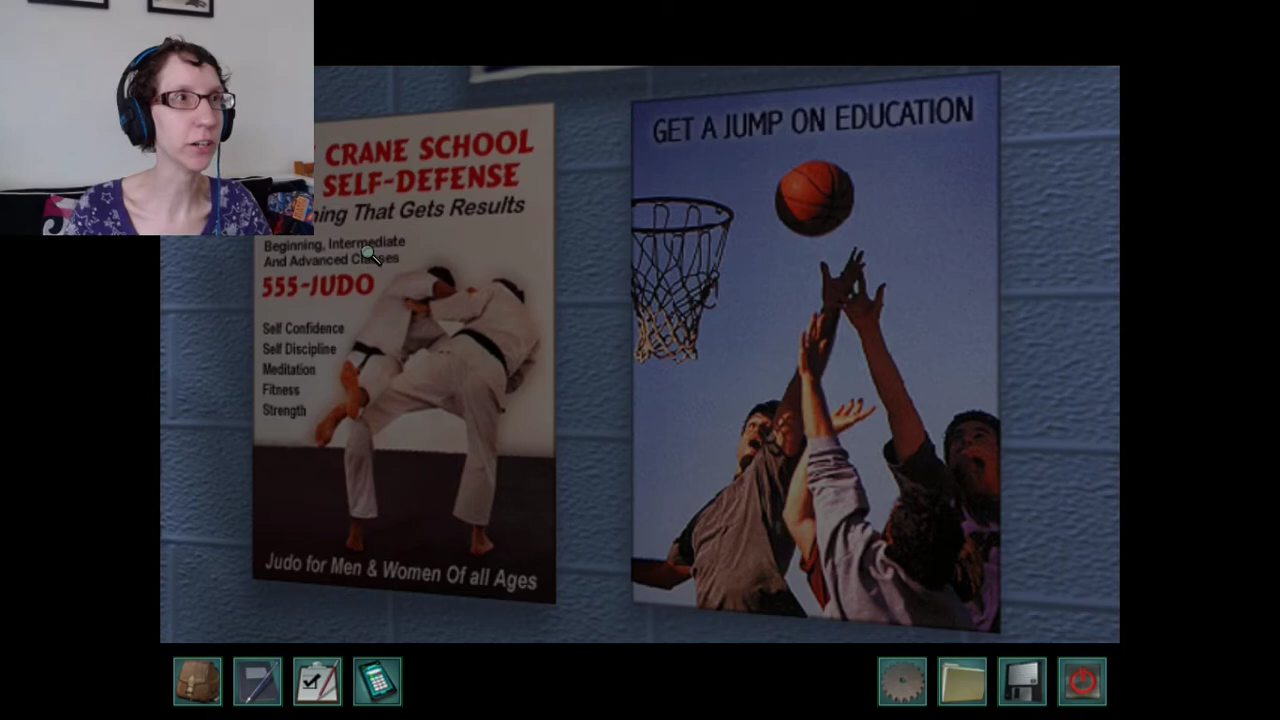 CRANE SCHOOL
SELF-DEFENSE
ing That Gets Results
Beginning, Intermediate
And Advanced Classes
555-JUDO
Self Confidence
Self Discipline
Meditation
Fitness
Strength
Judo for Men & Women Of all Ages
GET A JUMP ON EDUCATION